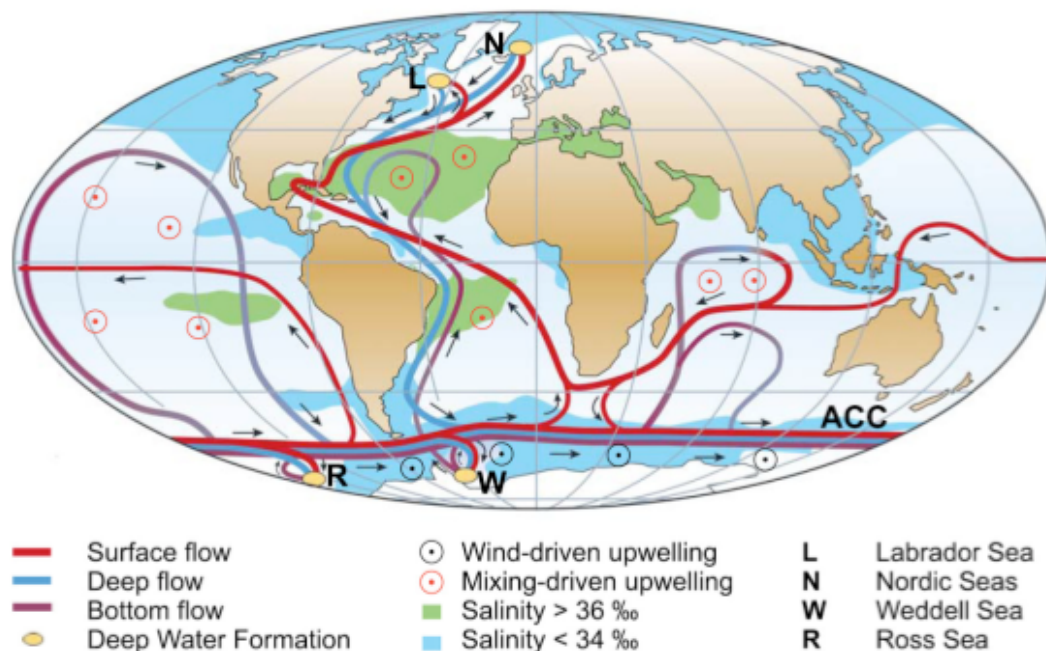 N
L
ACC
R
W
Surface flow
Deep flow
Bottom flow
Deep Water Formation
Wind-driven upwelling
Mixing-driven upwelling
Salinity > 36 ‰
Salinity < 34 ‰
L Labrador Sea
N Nordic Seas
W Weddell Sea
R Ross Sea